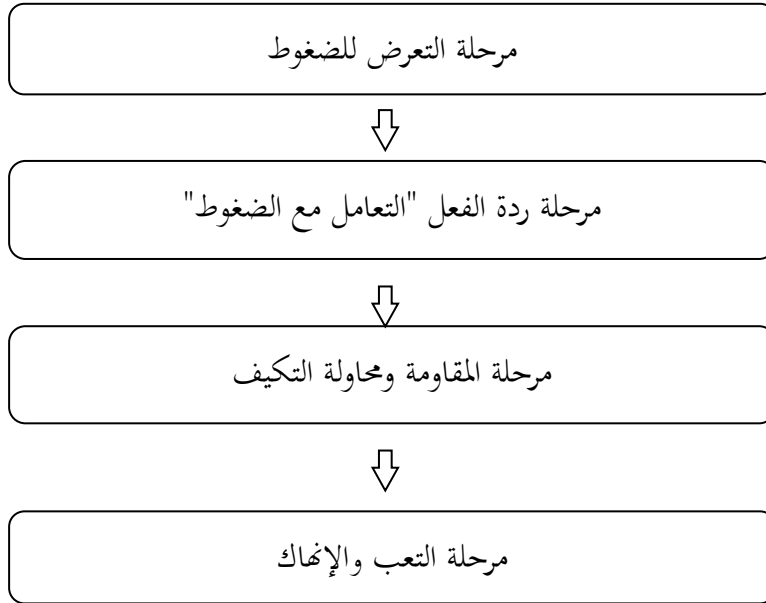 مرحلة التعرض للضغوط
مرحلة ردة الفعل "التعامل مع الضغوط"
مرحلة المقاومة ومحاولة التكيف
مرحلة التعب والإنهاك